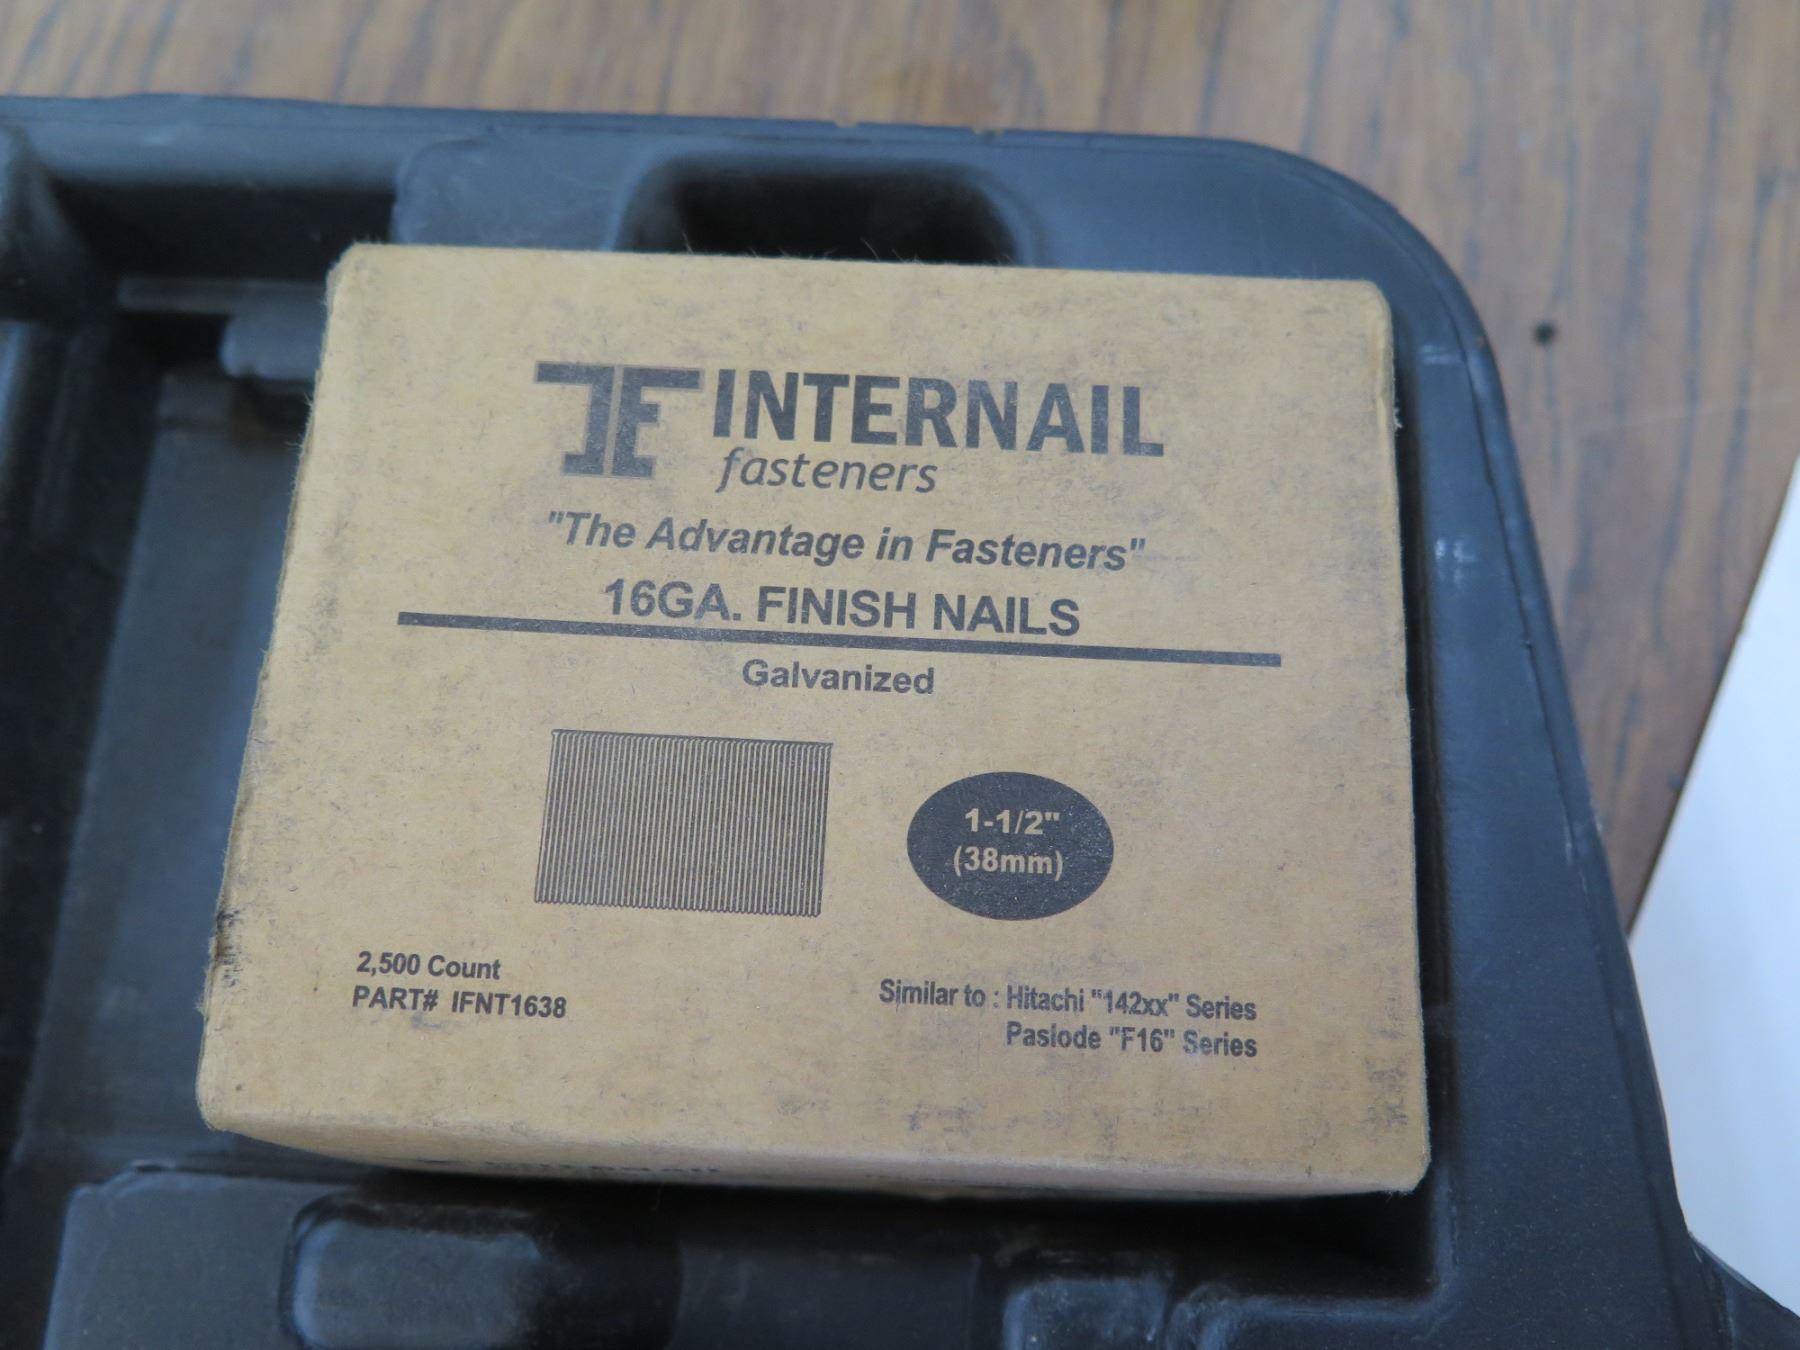 INTERNAIL
fasteners
"The Advantage in Fasteners"
16GA. FINISH NAILS
Galvanized
1-1/2"
(38mm)
2,500 Count
PART# IFNT1638
Similar to : Hitachi "142xx" Series
Paslode "F16" Series